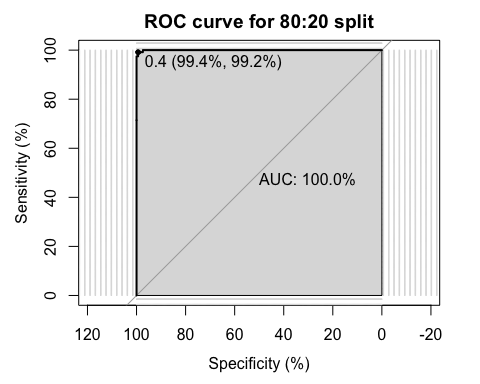 ROC curve for 80:20 split
Sensitivity (%)
100
80
60
40
20
0
0.4 (99.4%, 99.2%)
AUC: 100.0%
120 100 80 60 40 20 0 -20
Specificity (%)